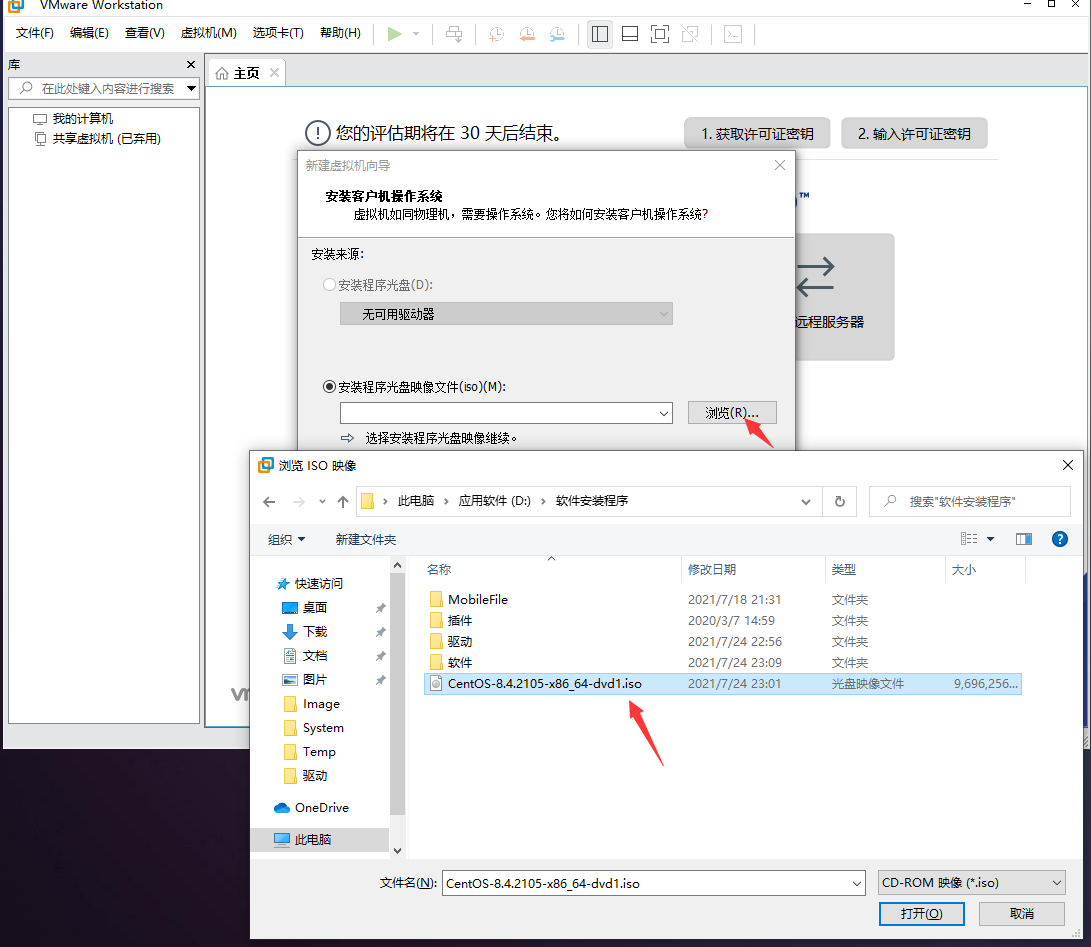 VMware Workstation
文件(F) 编辑(E) 查看(V) 虚拟机(M) 选项卡(T) 帮助(H)
库
主页
在此处键入内容进行搜索
我的计算机
共享虚拟机 (已弃用)
您的评估期将在 30 天后结束。
1. 获取许可证密钥
2. 输入许可证密钥
新建虚拟机向导
安装客户机操作系统
虚拟机如同物理机，需要操作系统。您将如何安装客户机操作系统?
™
安装来源:
安装程序光盘(D):
无可用驱动器
远程服务器
安装程序光盘映像文件(iso)(M):
浏览(R)...
选择安装程序光盘映像继续。
浏览 ISO 映像
此电脑 应用软件 (D:) 软件安装程序
搜索"软件安装程序"
组织 新建文件夹
名称 修改日期 类型 大小
快速访问
桌面
下载
文档
图片
Image
System
Temp
驱动
OneDrive
此电脑
MobileFile 2021/7/18 21:31 文件夹
插件 2020/3/7 14:59 文件夹
驱动 2021/7/24 22:56 文件夹
软件 2021/7/24 23:09 文件夹
CentOS-8.4.2105-x86_64-dvd1.iso 2021/7/24 23:01 光盘映像文件 9,696,256...
vm
文件名(N): CentOS-8.4.2105-x86_64-dvd1.iso
CD-ROM 映像 (*.iso)
打开(O) 取消